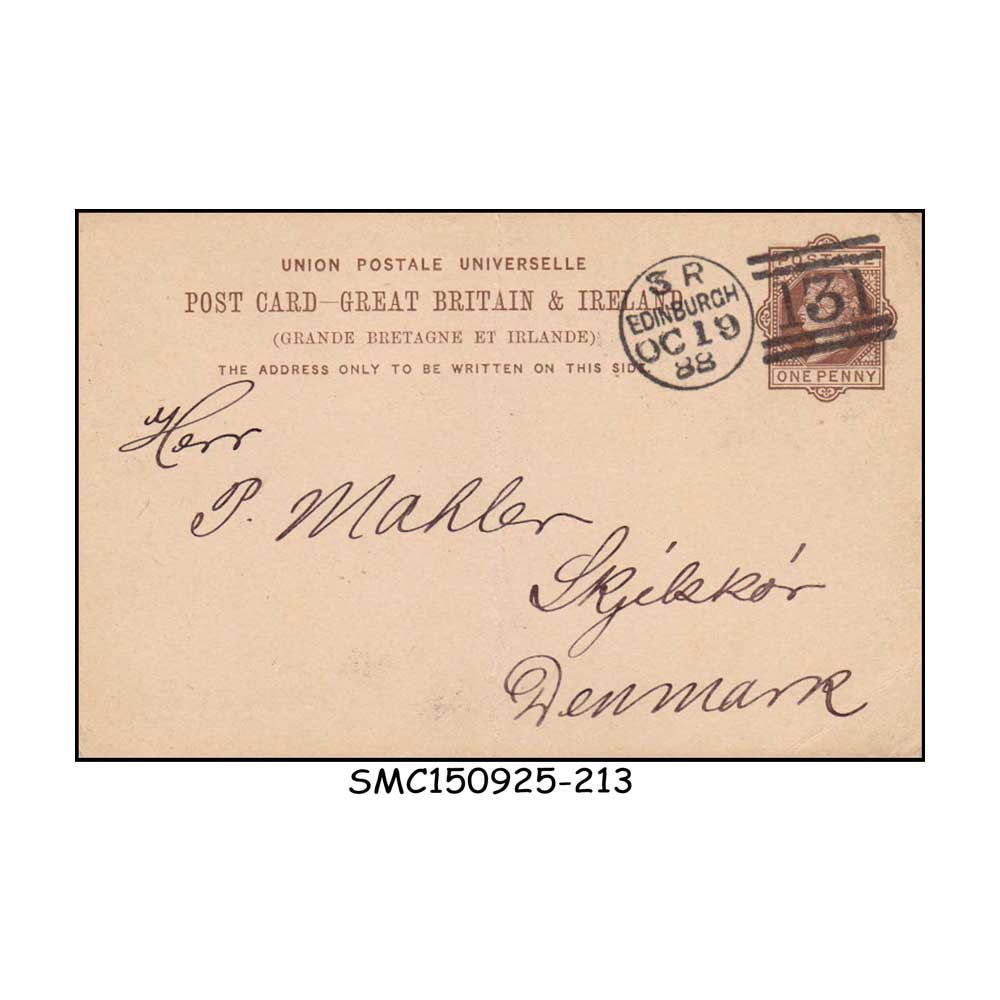 UNION POSTALE UNIVERSELLE
POST CARD—GREAT BRITAIN & IRELAND
(GRANDE BRETAGNE ET IRLANDE)
THE ADDRESS ONLY TO BE WRITTEN ON THIS SIDE
S R
EDINBURGH
OC 19
88
131
POSTAGE
ONE PENNY
Herr
P. Mahler
Skjelskør
Denmark
SMC150925-213